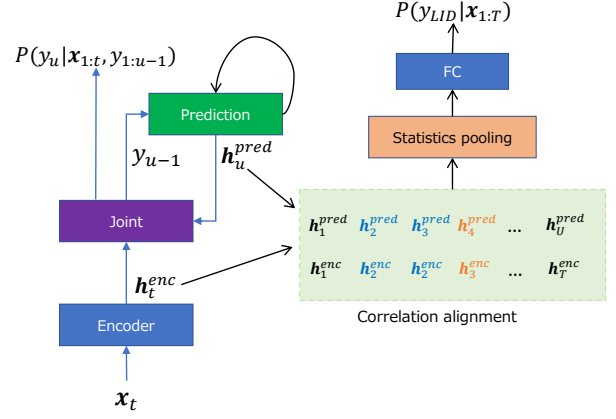 P(y_u|x_{1:t}, y_{1:u-1})
Prediction
y_{u-1}
h_u^{pred}
Joint
h_t^{enc}
Encoder
x_t
P(y_{LID}|x_{1:T})
FC
Statistics pooling
h_1^{pred} h_2^{pred} h_3^{pred} h_4^{pred} ... h_U^{pred}
h_1^{enc} h_2^{enc} h_2^{enc} h_3^{enc} ... h_T^{enc}
Correlation alignment